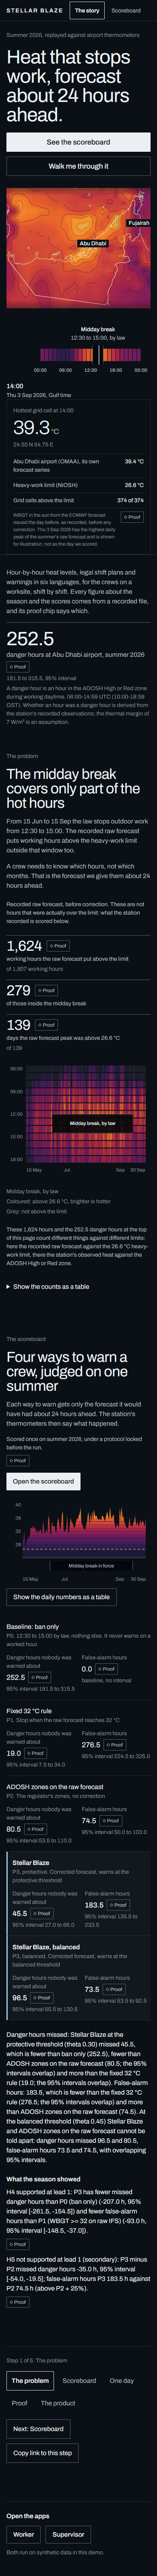 STELLAR BLAZE
The story
Scoreboard
Summer 2026, replayed against airport thermometers
Heat that stops
work, forecast
about 24 hours
ahead.
See the scoreboard
Walk me through it
Fujairah
Abu Dhabi
Midday break
12:30 to 15:00, by law
00:00 06:00 12:00 18:00 00:00
14:00
Thu 3 Sep 2026, Gulf time
Hottest grid cell at 14:00
39.3 °C
24.50 N 54.75 E
Abu Dhabi airport (OMAA), its own
forecast series
39.4 °C
Heavy-work limit (NIOSH)
26.6 °C
Grid cells above the limit
374 of 374
WBGT in the sun from the ECMWF forecast
issued the day before, as recorded, before any
correction. Thu 3 Sep 2026 was the highest daily
peak of the summer's raw forecast and is shown
for illustration, not as the day we scored.
Proof
Hour-by-hour heat levels, legal shift plans and
warnings in six languages, for the crews on a
worksite, shift by shift. Every figure about the
season and the scores comes from a recorded file,
and its proof chip says which.
252.5
danger hours at Abu Dhabi airport, summer 2026
Proof
191.5 to 315.5, 95% interval
A danger hour is an hour in the ADOSH High or Red zone
during working daytime, 06:00-14:59 UTC (10:00-18:59
GST). Whether an hour was a danger hour is derived from
the station's recorded observations; the thermal margin of
7 W/m² is an assumption.
The problem
The midday break
covers only part of the
hot hours
From 15 Jun to 15 Sep the law stops outdoor work
from 12:30 to 15:00. The recorded raw forecast
puts working hours above the heavy-work limit
outside that window too.
A crew needs to know which hours, not which
months. That is the forecast we give them about 24
hours ahead.
Recorded raw forecast, before correction. These are not
hours that were actually over the limit: what the station
recorded is scored below.
1,624
Proof
working hours the raw forecast put above the limit
of 1,807 working hours
279
Proof
of those inside the midday break
139
Proof
days the raw forecast peak was above 26.6 °C
of 139
06:00
09:00
12:00
15:00
18:00
Midday break, by law
15 May Jul Sep 30 Sep
Midday break, by law
Coloured: above 26.6 °C, brighter is hotter
Grey: not above the limit
These 1,624 hours and the 252.5 danger hours at the top
of this page count different things against different limits:
here the recorded raw forecast against the 26.6 °C heavy-
work limit, there the station's observed heat against the
ADOSH High or Red zone.
Show the counts as a table
The scoreboard
Four ways to warn a
crew, judged on one
summer
Each way to warn gets only the forecast it would
have had about 24 hours ahead. The station's
thermometers then say what happened.
Scored once on summer 2026, under a protocol locked
before the run.
Proof
Open the scoreboard
40
36
32
28
Midday break in force
15 May Jul Sep 30 Sep
Show the daily numbers as a table
Baseline: ban only
P0. 12:30 to 15:00 by law, nothing else. It never warns on a
worked hour.
Danger hours nobody was
warned about
252.5
Proof
95% interval 191.5 to 315.5
False-alarm hours
0.0
Proof
baseline, no interval
Fixed 32 °C rule
P1. Stop when the raw forecast reaches 32 °C
Danger hours nobody was
warned about
19.0
Proof
95% interval 7.5 to 34.0
False-alarm hours
276.5
Proof
95% interval 224.5 to 325.0
ADOSH zones on the raw forecast
P2. The regulator's zones, no correction
Danger hours nobody was
warned about
80.5
Proof
95% interval 53.5 to 110.0
False-alarm hours
74.5
Proof
95% interval 50.0 to 103.0
Stellar Blaze
P3, protective. Corrected forecast, warns at the
protective threshold
Danger hours nobody was
warned about
45.5
Proof
95% interval 27.0 to 66.0
False-alarm hours
183.5
Proof
95% interval 135.5 to
233.5
Stellar Blaze, balanced
P3, balanced. Corrected forecast, warns at the
balanced threshold
Danger hours nobody was
warned about
96.5
Proof
95% interval 65.5 to 130.5
False-alarm hours
73.5
Proof
95% interval 53.5 to 92.5
Danger hours missed: Stellar Blaze at the
protective threshold (theta 0.30) missed 45.5,
which is fewer than ban only (252.5), fewer than
ADOSH zones on the raw forecast (80.5; the 95%
intervals overlap) and more than the fixed 32 °C
rule (19.0; the 95% intervals overlap). False-alarm
hours: 183.5, which is fewer than the fixed 32 °C
rule (276.5; the 95% intervals overlap) and more
than ADOSH zones on the raw forecast (74.5). At
the balanced threshold (theta 0.45) Stellar Blaze
and ADOSH zones on the raw forecast cannot be
told apart: danger hours missed 96.5 and 80.5,
false-alarm hours 73.5 and 74.5, with overlapping
95% intervals.
What the season showed
H4 supported at lead 1: P3 has fewer missed
danger hours than P0 (ban only) (-207.0 h, 95%
interval [-261.5, -154.5]) and fewer false-alarm
hours than P1 (WBGT >= 32 on raw IFS) (-93.0 h,
95% interval [-148.5, -37.0]).
Proof
H5 not supported at lead 1 (secondary): P3 minus
P2 missed danger hours -35.0 h, 95% interval
[-54.0, -19.5]; false-alarm hours P3 183.5 h against
P2 74.5 h (above P2 + 25%).
Proof
Step 1 of 5: The problem
The problem
Scoreboard
One day
Proof
The product
Next: Scoreboard
Copy link to this step
Open the apps
Worker
Supervisor
Both run on synthetic data in this demo.